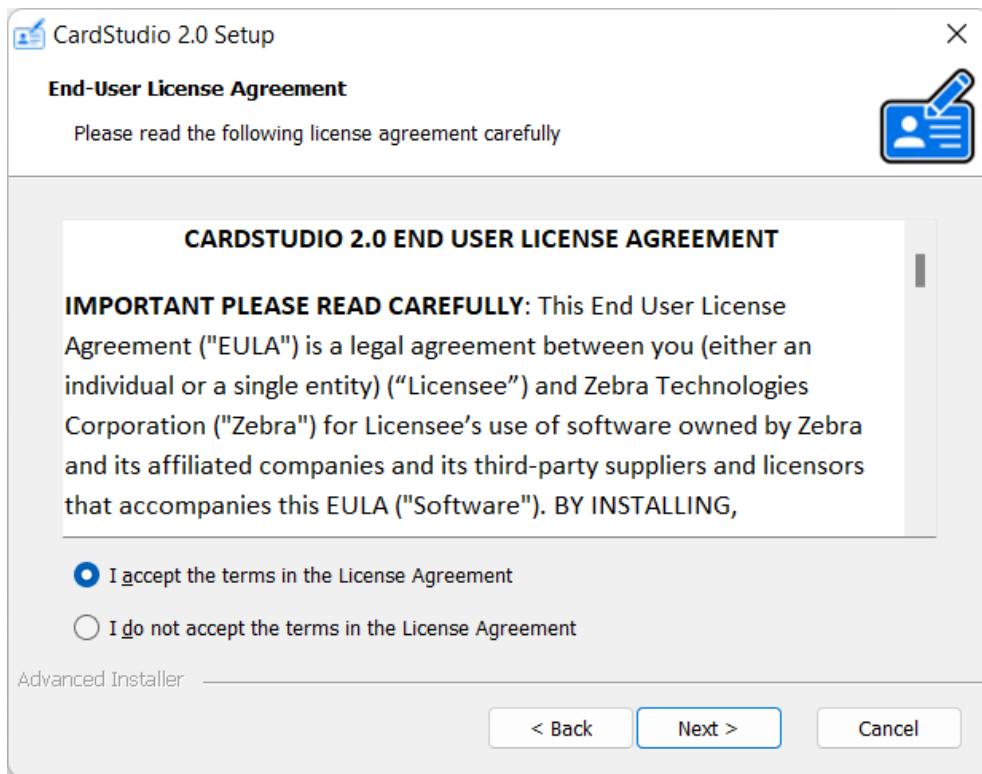 CardStudio 2.0 Setup
End-User License Agreement
Please read the following license agreement carefully
CARDSTUDIO 2.0 END USER LICENSE AGREEMENT
IMPORTANT PLEASE READ CAREFULLY: This End User License
Agreement ("EULA") is a legal agreement between you (either an
individual or a single entity) (“Licensee”) and Zebra Technologies
Corporation ("Zebra") for Licensee’s use of software owned by Zebra
and its affiliated companies and its third-party suppliers and licensors
that accompanies this EULA ("Software"). BY INSTALLING,
I accept the terms in the License Agreement
I do not accept the terms in the License Agreement
Advanced Installer
< Back Next > Cancel